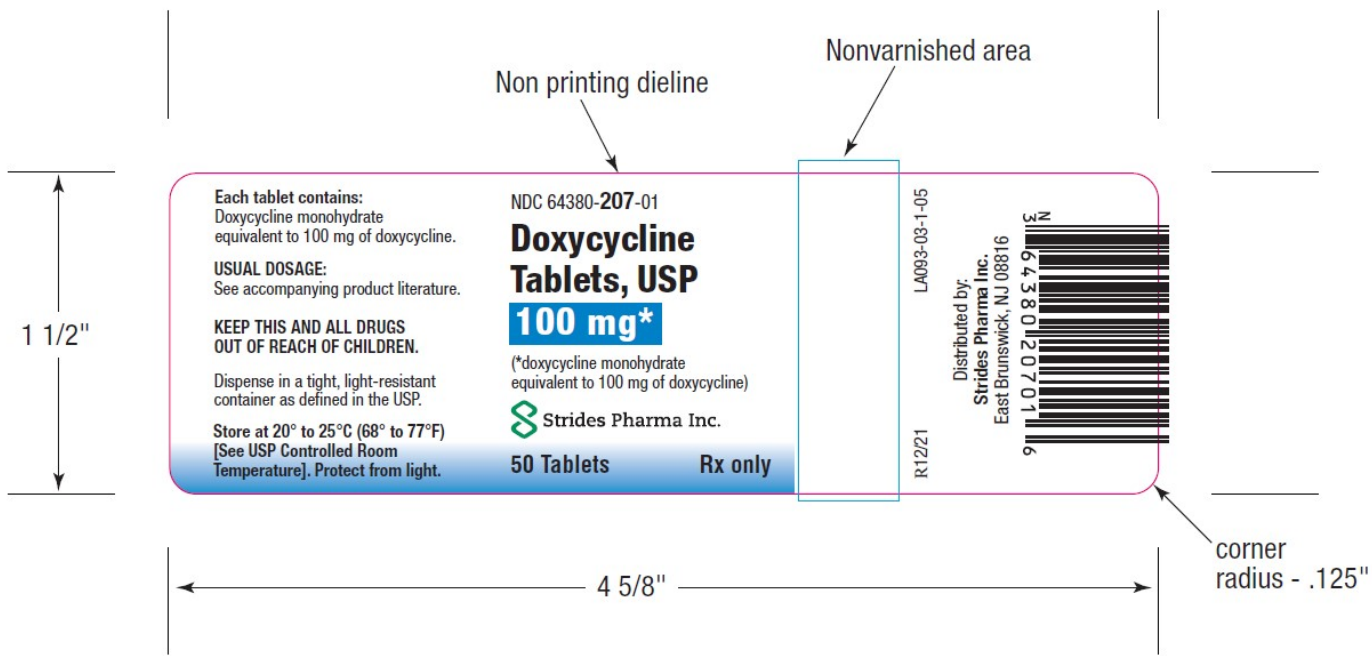 Nonvarnished area
Non printing dieline
Each tablet contains:
Doxycycline monohydrate
equivalent to 100 mg of doxycycline.
USUAL DOSAGE:
See accompanying product literature.
KEEP THIS AND ALL DRUGS
OUT OF REACH OF CHILDREN.
Dispense in a tight, light-resistant
container as defined in the USP.
Store at 20° to 25°C (68° to 77°F)
[See USP Controlled Room
Temperature]. Protect from light.
NDC 64380-207-01
Doxycycline
Tablets, USP
100 mg*
(*doxycycline monohydrate
equivalent to 100 mg of doxycycline)
Strides Pharma Inc.
50 Tablets Rx only
LA093-03-1-05
R12/21
Distributed by:
Strides Pharma Inc.
East Brunswick, NJ 08816
N
3 64380 20701 6
1 1/2"
4 5/8"
corner
radius - .125"